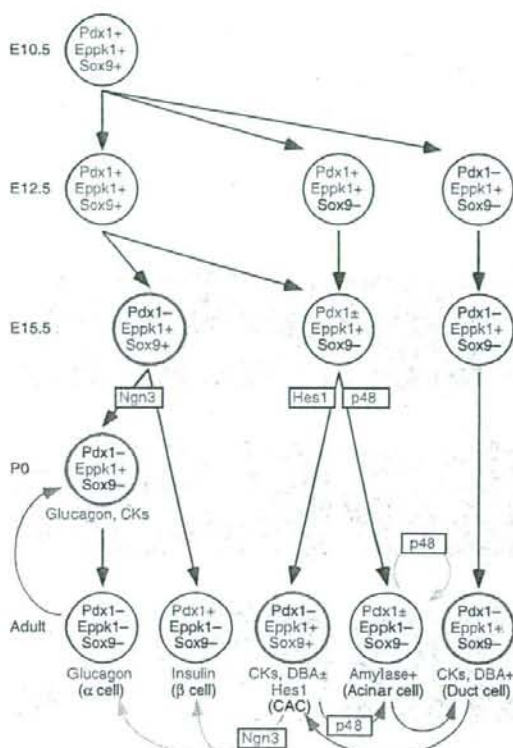 E10.5
Pdx1+
Eppk1+
Sox9+
E12.5
Pdx1+
Eppk1+
Sox9+
Pdx1+
Eppk1+
Sox9–
Pdx1–
Eppk1+
Sox9–
E15.5
Pdx1–
Eppk1+
Sox9+
Pdx1±
Eppk1+
Sox9–
Pdx1–
Eppk1+
Sox9–
Ngn3
Hes1
p48
P0
Pdx1–
Eppk1+
Sox9–
Glucagon, CKs
p48
Adult
Pdx1–
Eppk1–
Sox9–
Glucagon
(α cell)
Pdx1+
Eppk1–
Sox9–
Insulin
(β cell)
Pdx1–
Eppk1+
Sox9+
CKs, DBA±
Hes1
(CAC)
Pdx1±
Eppk1–
Sox9–
Amylase+
(Acinar cell)
Pdx1–
Eppk1±
Sox9–
CKs, DBA+
(Duct cell)
Ngn3
p48